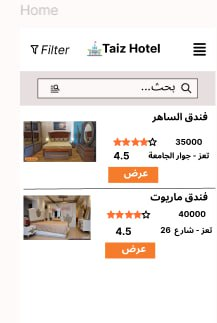 Home
Filter
Taiz Hotel
بحث...
فندق الساهر
35000
4.5
تعز - جوار الجامعة
عرض
فندق ماريوت
40000
4.5
تعز - شارع 26
عرض